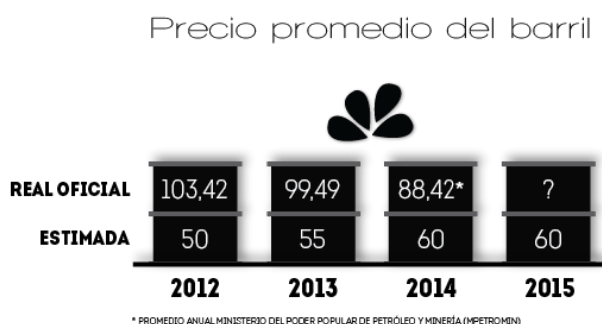 Precio promedio del barril
REAL OFICIAL 103,42 99,49 88,42* ?
ESTIMADA 50 55 60 60
2012 2013 2014 2015
* PROMEDIO ANUAL MINISTERIO DEL PODER POPULAR DE PETRÓLEO Y MINERÍA (MPETROMIN)